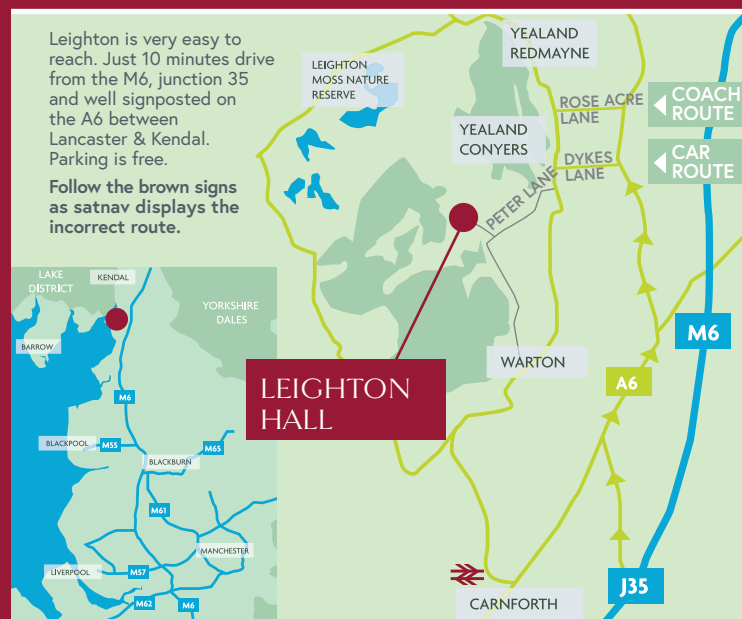 Leighton is very easy to
reach. Just 10 minutes drive
from the M6, junction 35
and well signposted on
the A6 between
Lancaster & Kendal.
Parking is free.
Follow the brown signs
as satnav displays the
incorrect route.
LEIGHTON
MOSS NATURE
RESERVE
YEALAND
REDMAYNE
ROSE ACRE
LANE
COACH
ROUTE
YEALAND
CONYERS
DYKES
LANE
CAR
ROUTE
PETER LANE
M6
WARTON
A6
LEIGHTON
HALL
J35
CARNFORTH
LAKE
DISTRICT
KENDAL
YORKSHIRE
DALES
BARROW
M6
BLACKPOOL
M55
M65
BLACKBURN
M61
MANCHESTER
LIVERPOOL
M57
M62
M6